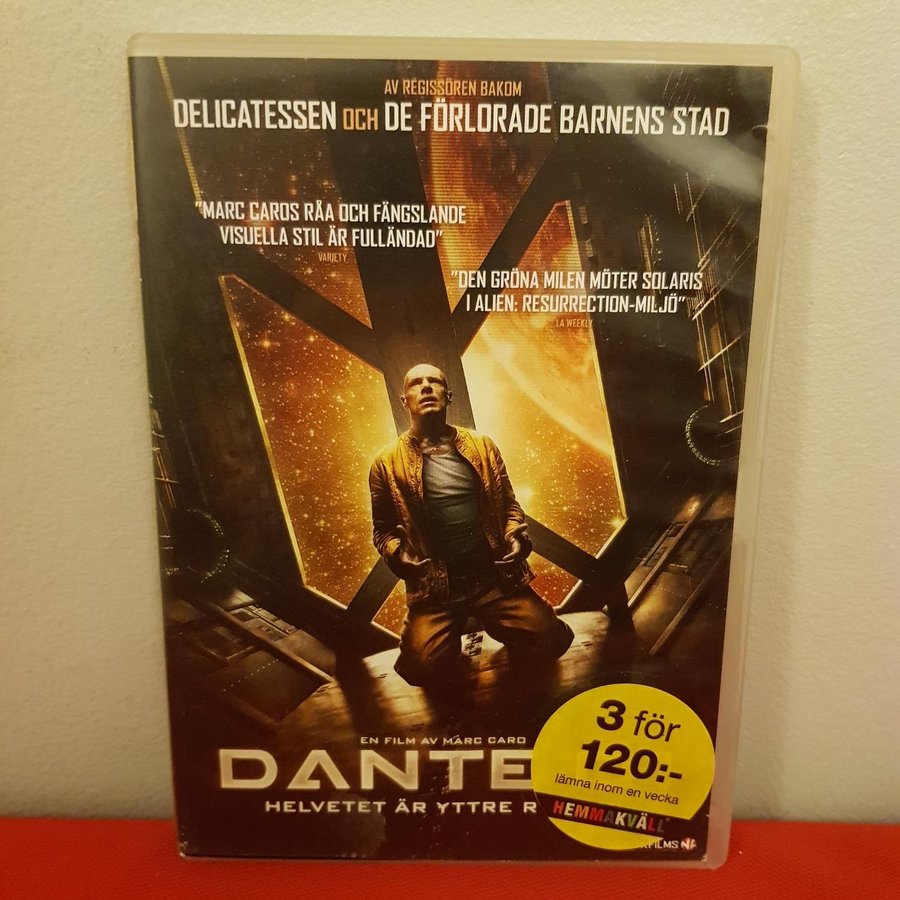 AV REGISSÖREN BAKOM
DELICATESSEN OCH DE FÖRLORADE BARNENS STAD
"MARC CAROS RÅA OCH FÄNGSLANDE
VISUELLA STIL ÄR FULLÄNDAD"
VARIETY
"DEN GRÖNA MILEN MÖTER SOLARIS
I ALIEN: RESURRECTION-MILJÖ"
LA WEEKLY
EN FILM AV MARC CARO
DANTE
HELVETET ÄR YTTRE R
3 för
120:-
lämna inom en vecka
HEMMAKVÄLL
FILMS